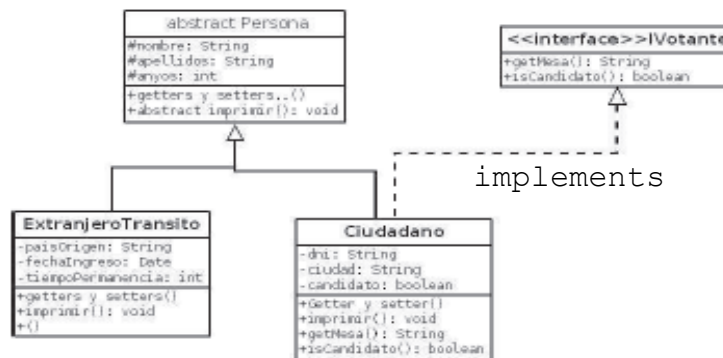 abstract Persona
#nombre: String
#apellidos: String
#anyos: int
+getters y setters..()
+abstract imprimir(): void
<<interface>>IVotante
+getMesa(): String
+isCandidato(): boolean
implements
ExtranjeroTransito
-paisOrigen: String
-fechaIngreso: Date
-tiempoPermanencia: int
+getters y setters()
+imprimir(): void
+()
Ciudadano
-dni: String
-ciudad: String
-candidato: boolean
+Getter y setter()
+imprimir(): void
+getMesa(): String
+isCandidato(): boolean